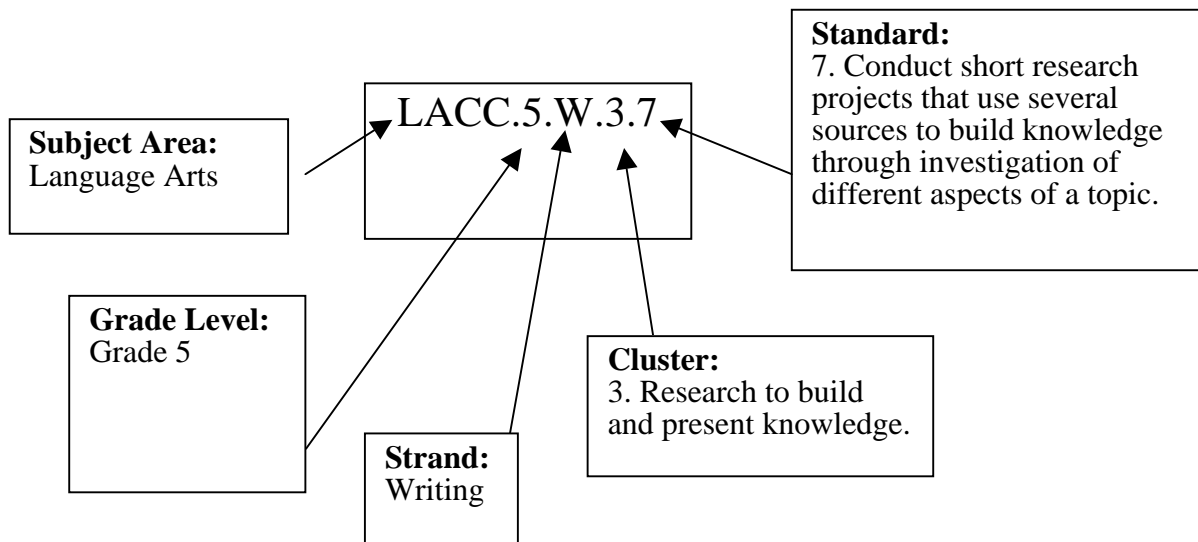 LACC.5.W.3.7
Subject Area:
Language Arts
Grade Level:
Grade 5
Strand:
Writing
Cluster:
3. Research to build
and present knowledge.
Standard:
7. Conduct short research
projects that use several
sources to build knowledge
through investigation of
different aspects of a topic.